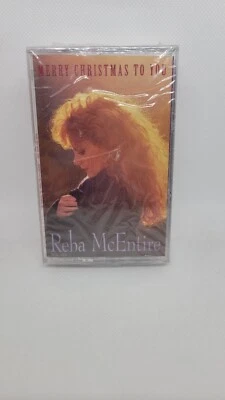 MERRY CHRISTMAS TO YOU
Reba McEntire